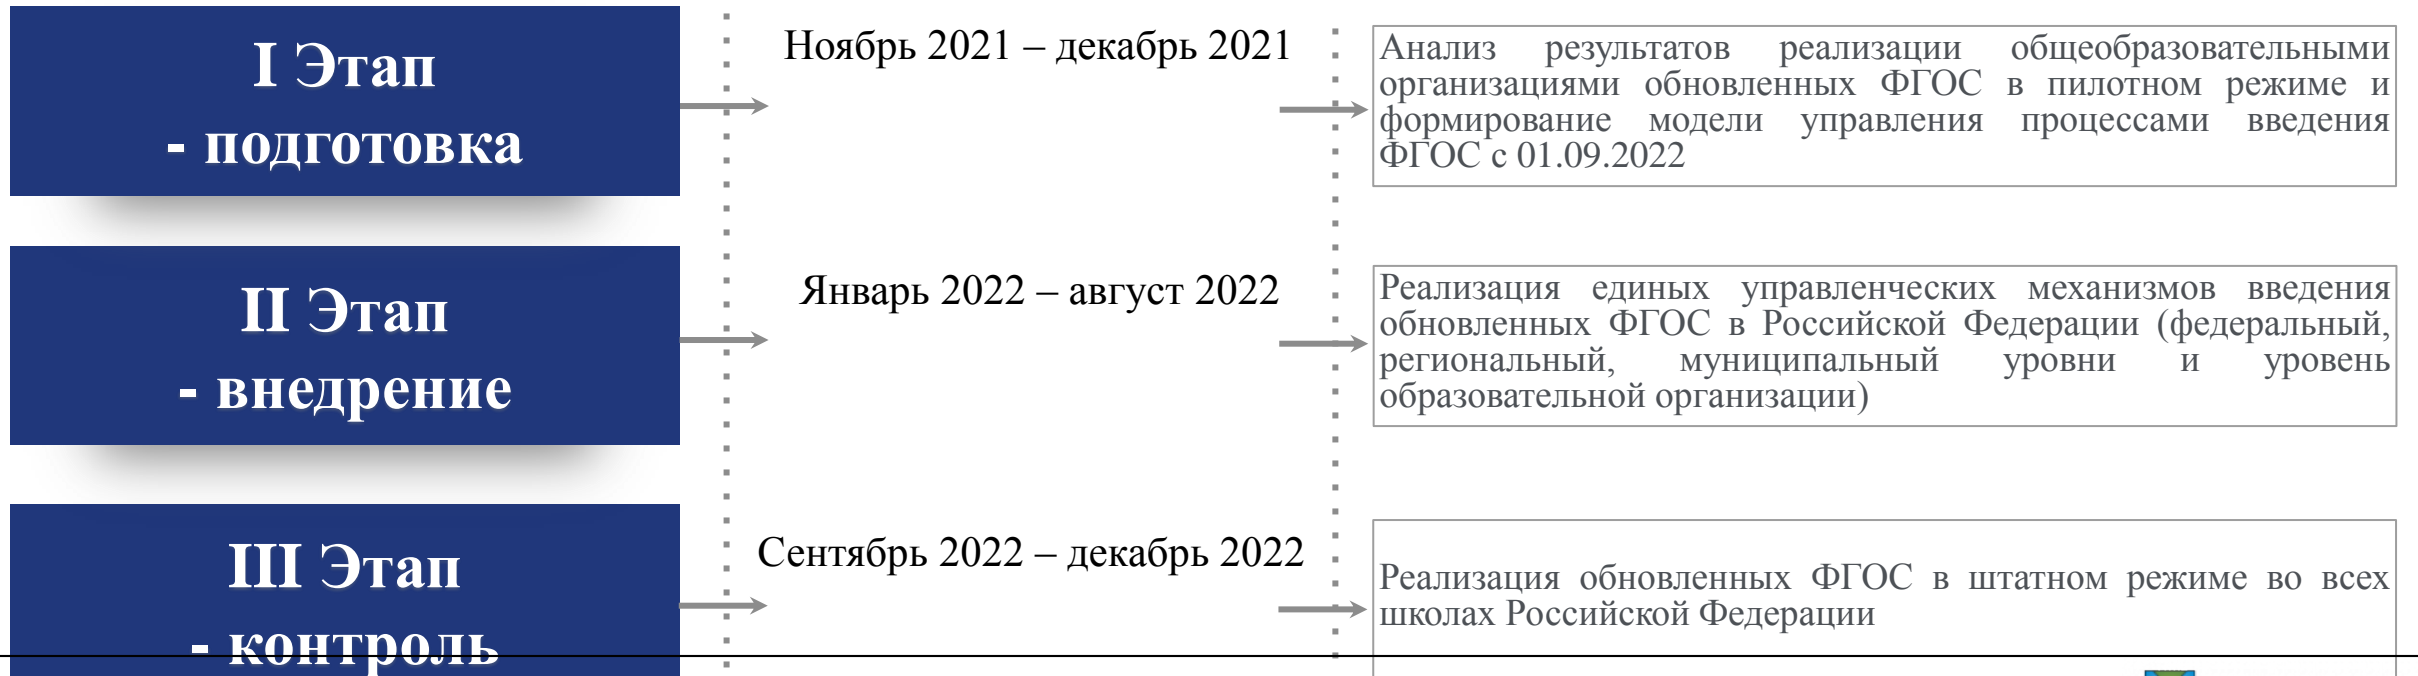 I Этап
- подготовка
Ноябрь 2021 – декабрь 2021
Анализ результатов реализации общеобразовательными
организациями обновленных ФГОС в пилотном режиме и
формирование модели управления процессами введения
ФГОС с 01.09.2022
II Этап
- внедрение
Январь 2022 – август 2022
Реализация единых управленческих механизмов введения
обновленных ФГОС в Российской Федерации (федеральный,
региональный, муниципальный уровни и уровень
образовательной организации)
III Этап
- контроль
Сентябрь 2022 – декабрь 2022
Реализация обновленных ФГОС в штатном режиме во всех
школах Российской Федерации